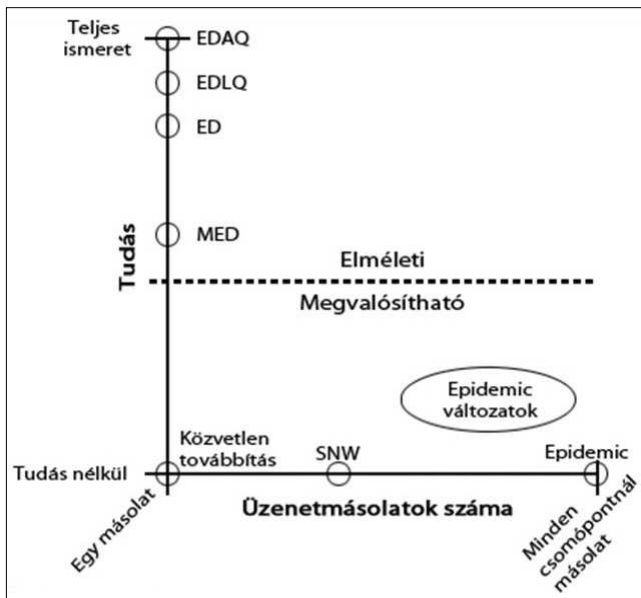 Teljes
ismeret
EDAQ
EDLQ
ED
MED
Tudás
Elméleti
Megvalósítható
Epidemic
változatok
Közvetlen
továbbítás
SNW
Epidemic
Tudás nélkül
Egy másolat
Üzenetmásolatok száma
Minden
csomópontnál
másolat